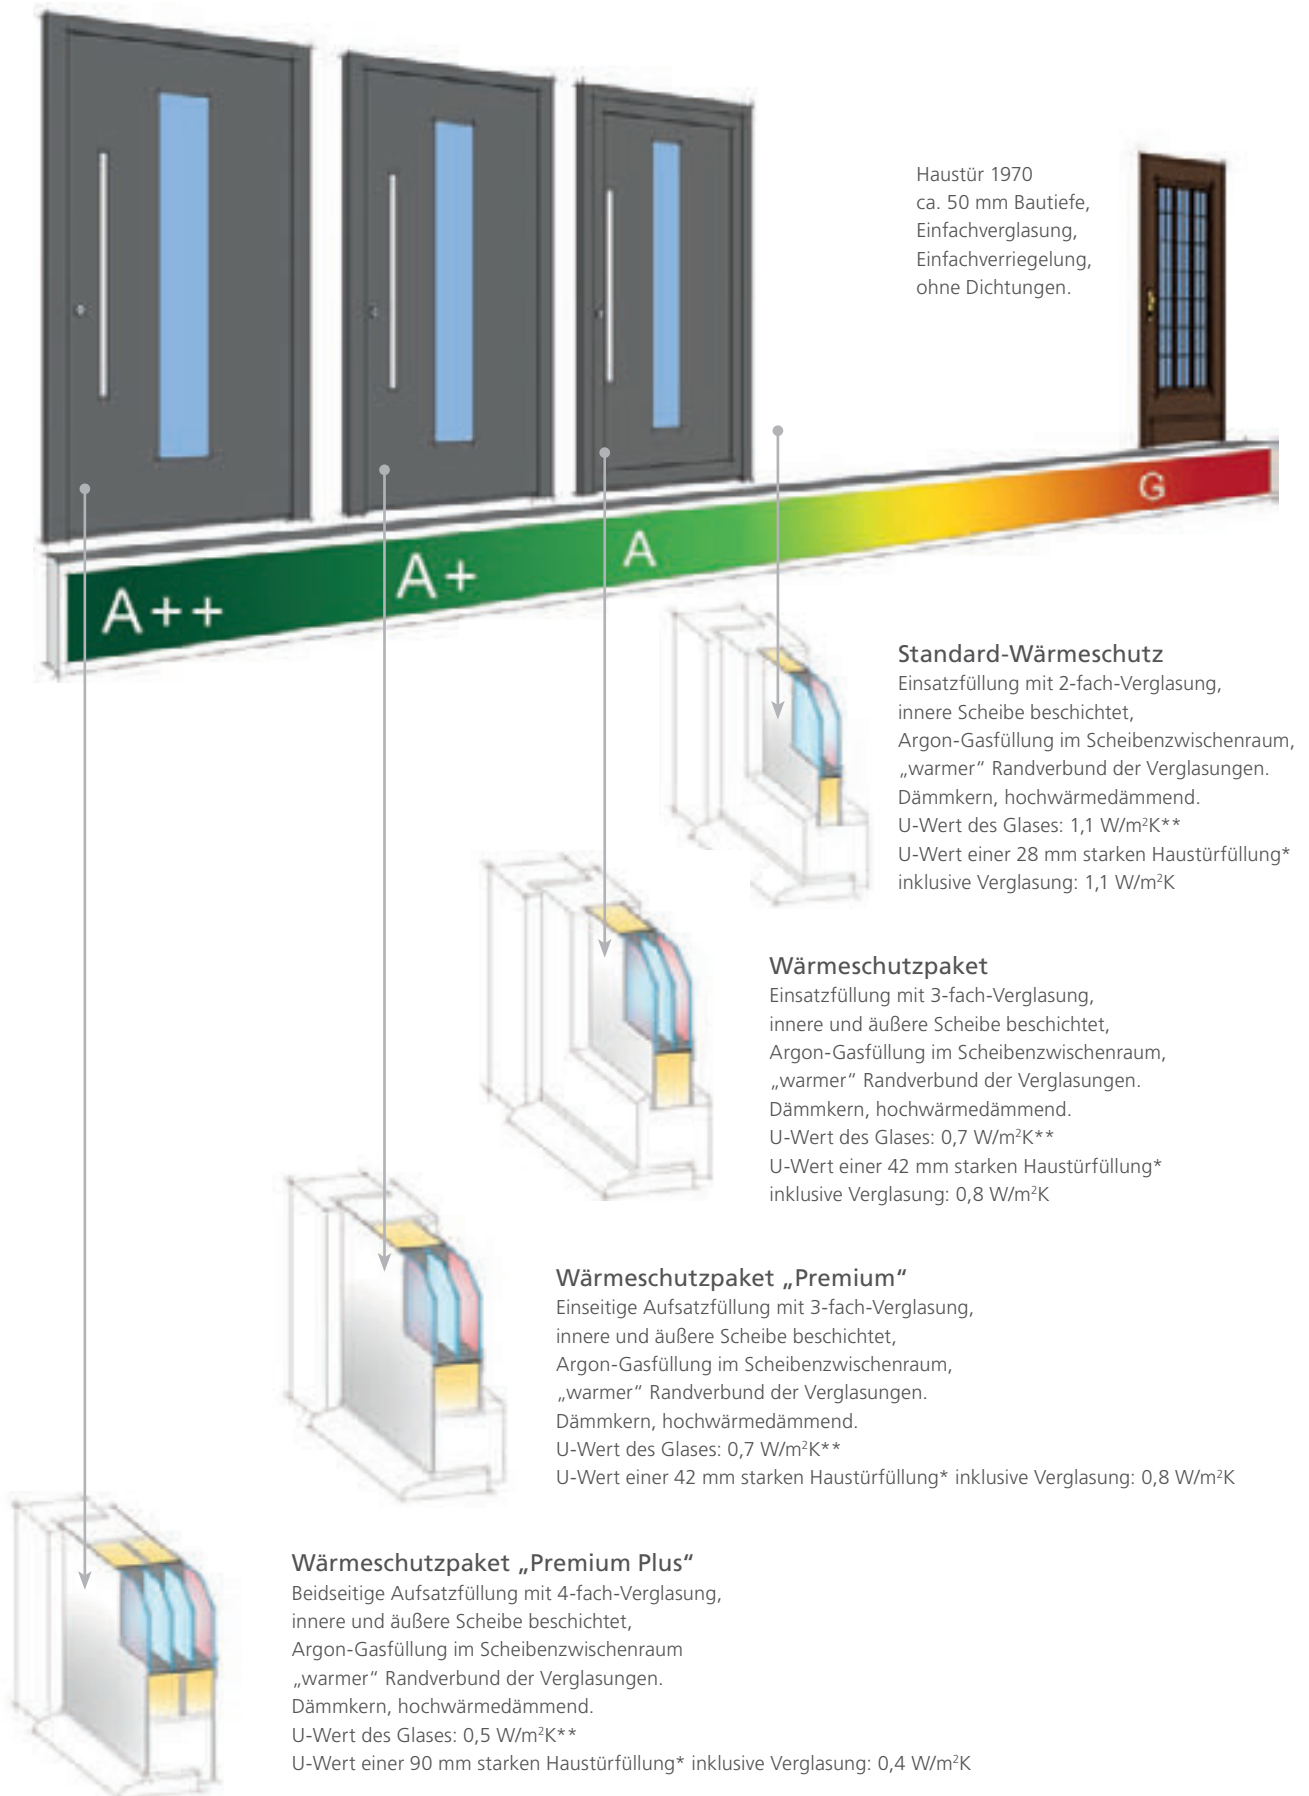 Haustür 1970
ca. 50 mm Bautiefe,
Einfachverglasung,
Einfachverriegelung,
ohne Dichtungen.
G
A
A+
A++
Standard-Wärmeschutz
Einsatzfüllung mit 2-fach-Verglasung,
innere Scheibe beschichtet,
Argon-Gasfüllung im Scheibenzwischenraum,
„warmer“ Randverbund der Verglasungen.
Dämmkern, hochwärmedämmend.
U-Wert des Glases: 1,1 W/m²K**
U-Wert einer 28 mm starken Haustürfüllung*
inklusive Verglasung: 1,1 W/m²K
Wärmeschutzpaket
Einsatzfüllung mit 3-fach-Verglasung,
innere und äußere Scheibe beschichtet,
Argon-Gasfüllung im Scheibenzwischenraum,
„warmer“ Randverbund der Verglasungen.
Dämmkern, hochwärmedämmend.
U-Wert des Glases: 0,7 W/m²K**
U-Wert einer 42 mm starken Haustürfüllung*
inklusive Verglasung: 0,8 W/m²K
Wärmeschutzpaket „Premium“
Einseitige Aufsatzfüllung mit 3-fach-Verglasung,
innere und äußere Scheibe beschichtet,
Argon-Gasfüllung im Scheibenzwischenraum,
„warmer“ Randverbund der Verglasungen.
Dämmkern, hochwärmedämmend.
U-Wert des Glases: 0,7 W/m²K**
U-Wert einer 42 mm starken Haustürfüllung* inklusive Verglasung: 0,8 W/m²K
Wärmeschutzpaket „Premium Plus“
Beidseitige Aufsatzfüllung mit 4-fach-Verglasung,
innere und äußere Scheibe beschichtet,
Argon-Gasfüllung im Scheibenzwischenraum
„warmer“ Randverbund der Verglasungen.
Dämmkern, hochwärmedämmend.
U-Wert des Glases: 0,5 W/m²K**
U-Wert einer 90 mm starken Haustürfüllung* inklusive Verglasung: 0,4 W/m²K